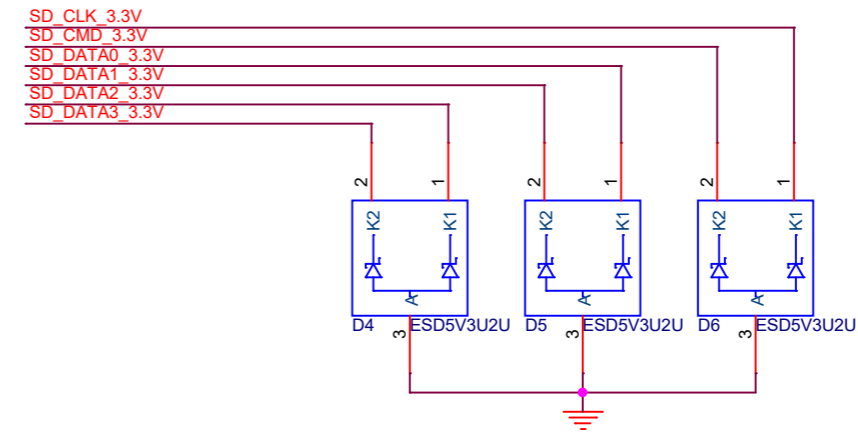 SD_CLK_3.3V
SD_CMD_3.3V
SD_DATA0_3.3V
SD_DATA1_3.3V
SD_DATA2_3.3V
SD_DATA3_3.3V
2 1 2 1 2 1
K2 K1 K2 K1 K2 K1
A A A
D4 ESD5V3U2U D5 ESD5V3U2U D6 ESD5V3U2U
3 3 3